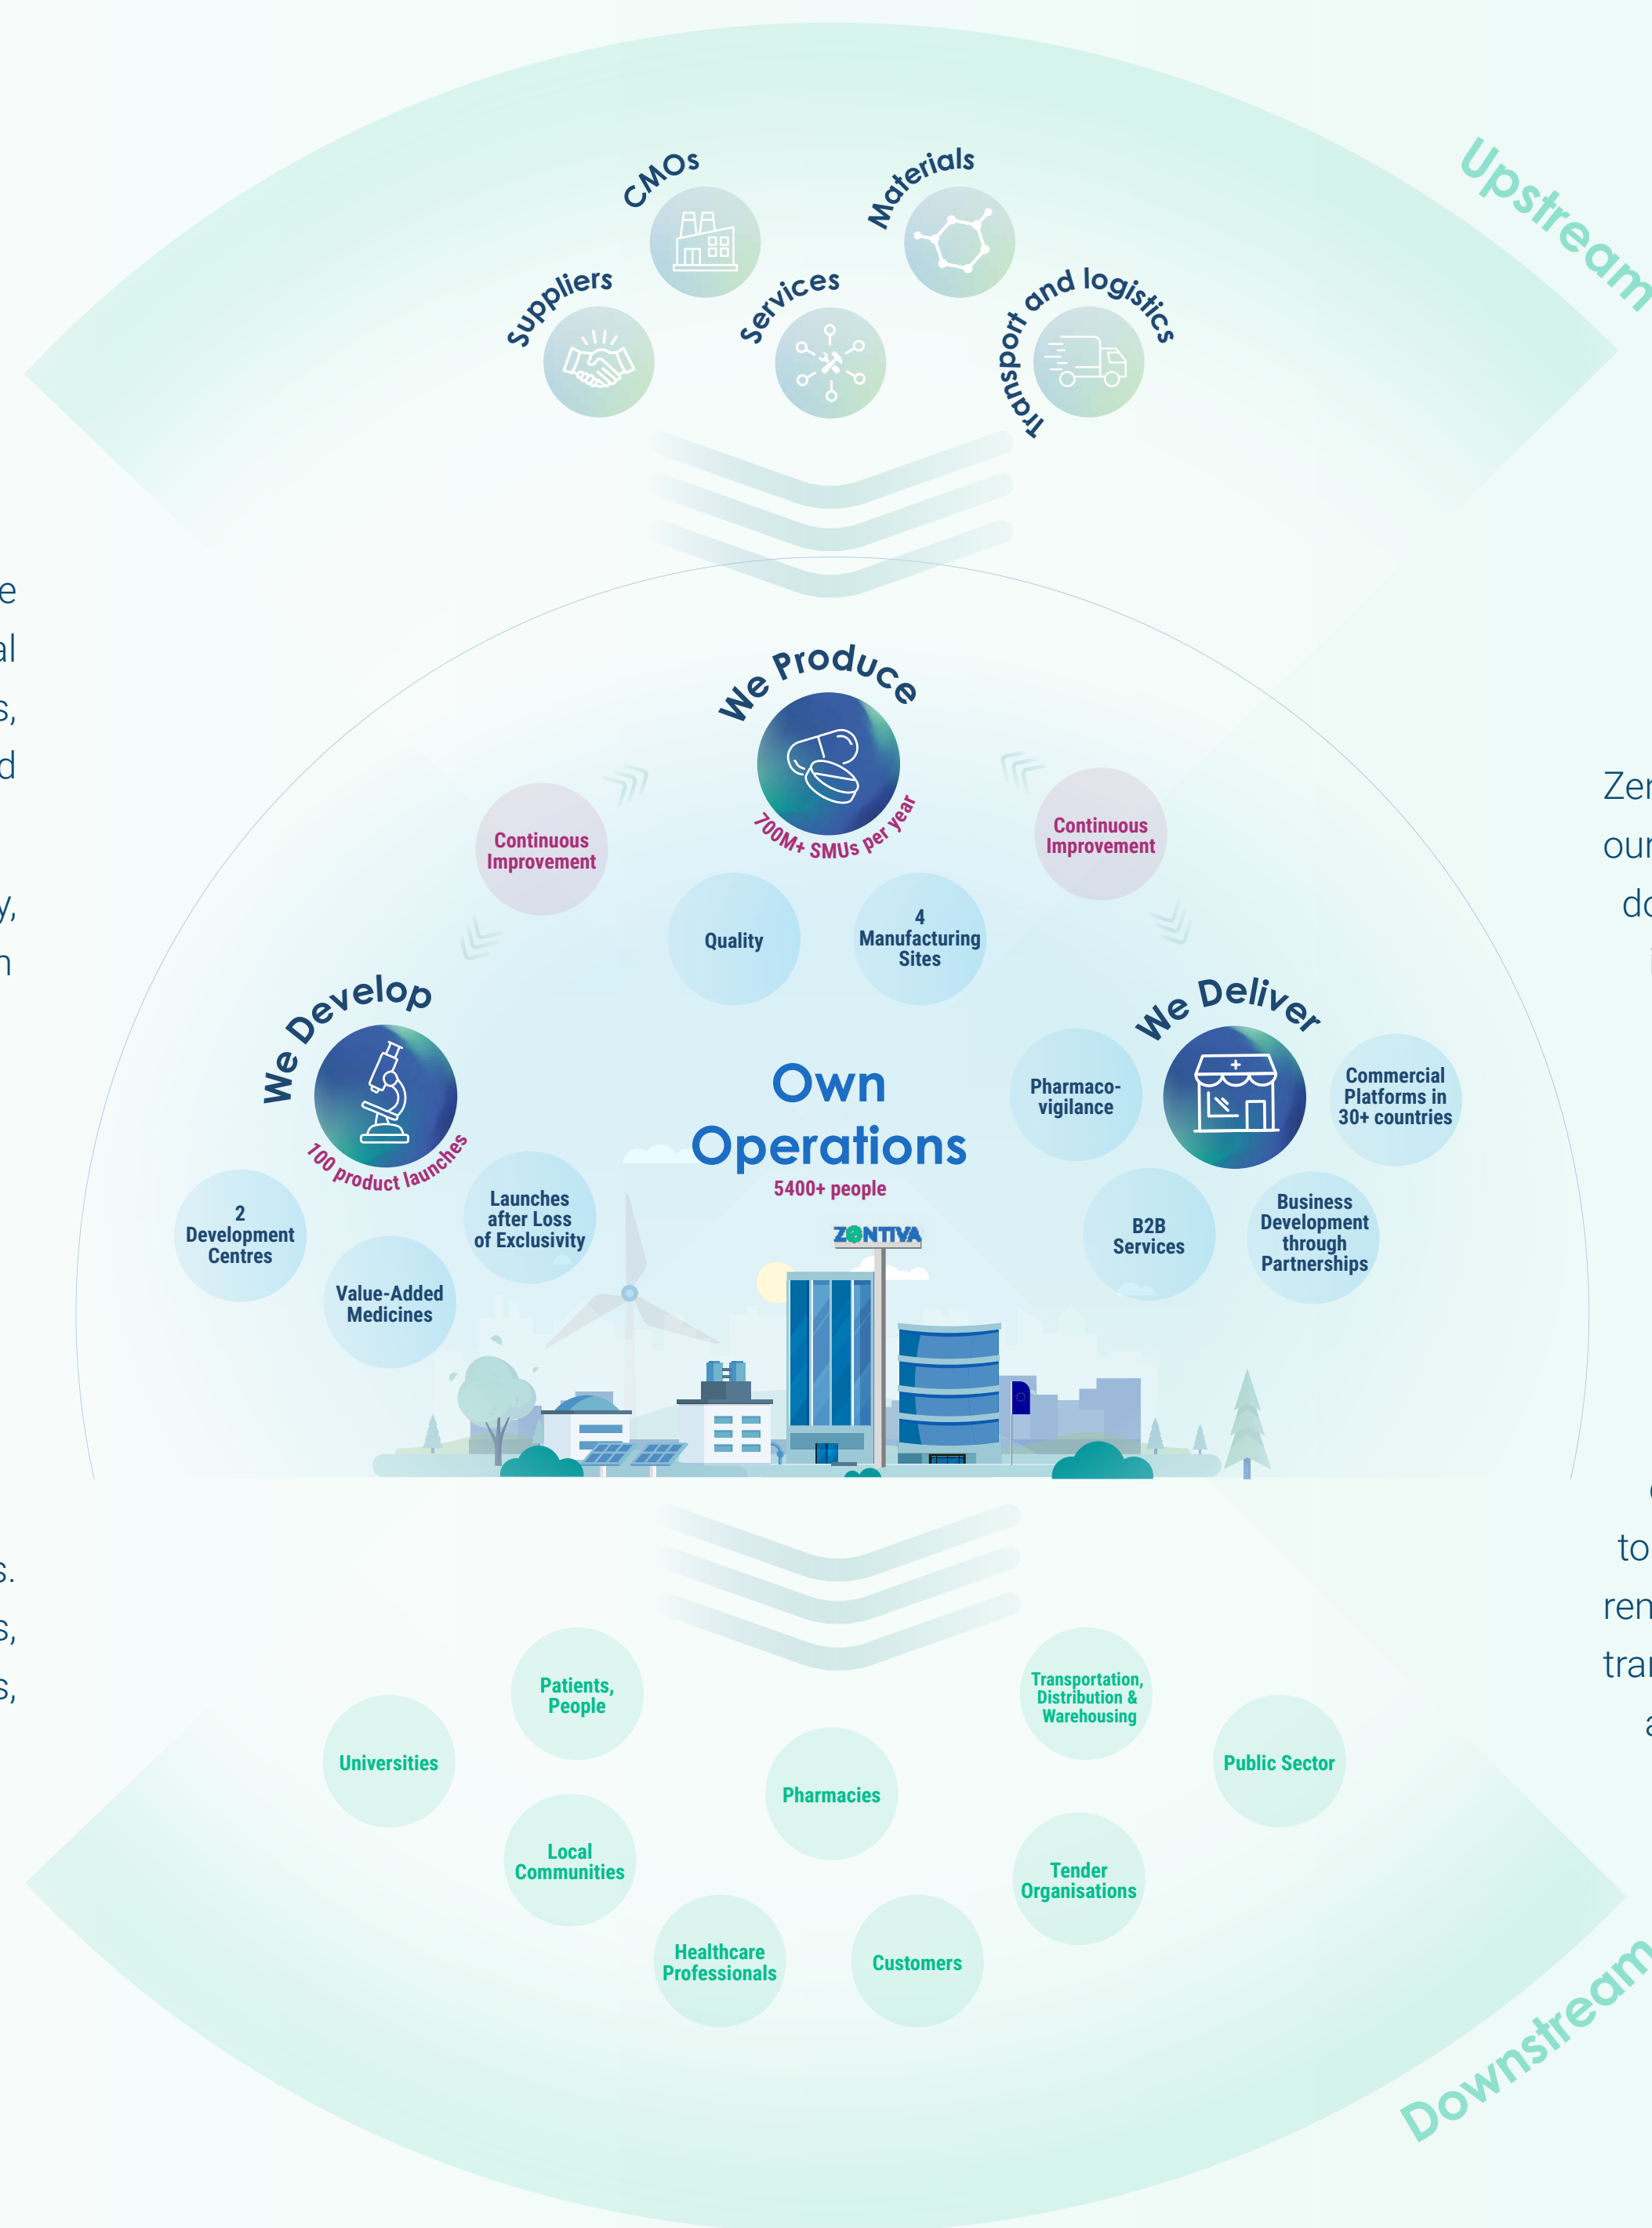 Upstream
CMOs
Materials
Suppliers
Services
Transport and logistics
We Produce
700M+ SMUs per year
Continuous
Improvement
Continuous
Improvement
Quality
4
Manufacturing
Sites
We Develop
100 product launches
2
Development
Centres
Value-Added
Medicines
Launches
after Loss
of Exclusivity
Own
Operations
5400+ people
ZONTIVA
We Deliver
Pharmaco-
vigilance
Commercial
Platforms in
30+ countries
B2B
Services
Business
Development
through
Partnerships
to
Patients,
People
Transportation,
Distribution &
Warehousing
Universities
Public Sector
Pharmacies
Local
Communities
Tender
Organisations
Healthcare
Professionals
Customers
Downstream